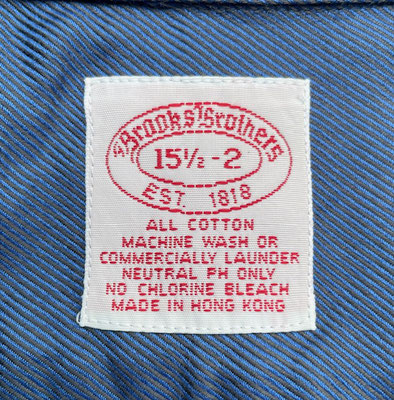 Brooks Brothers
15½-2
EST. 1818
ALL COTTON
MACHINE WASH OR
COMMERCIALLY LAUNDER
NEUTRAL PH ONLY
NO CHLORINE BLEACH
MADE IN HONG KONG